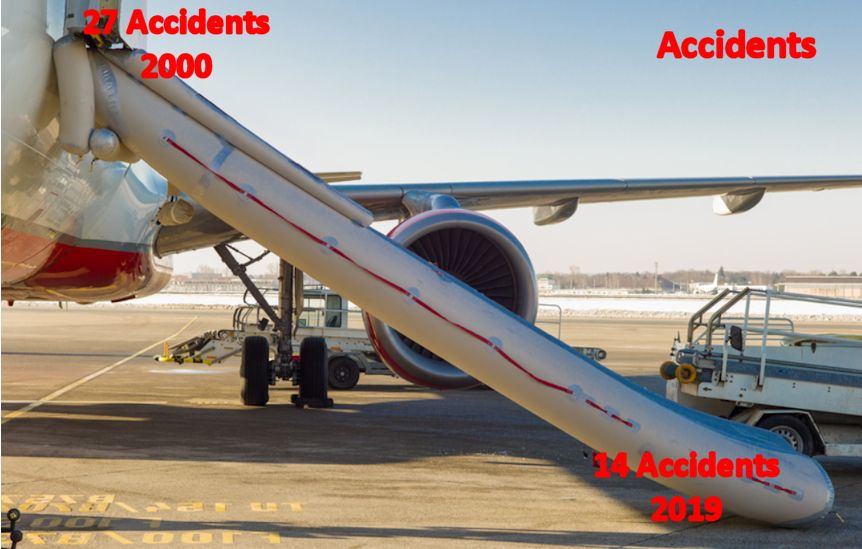 27 Accidents
2000
Accidents
14 Accidents
2019